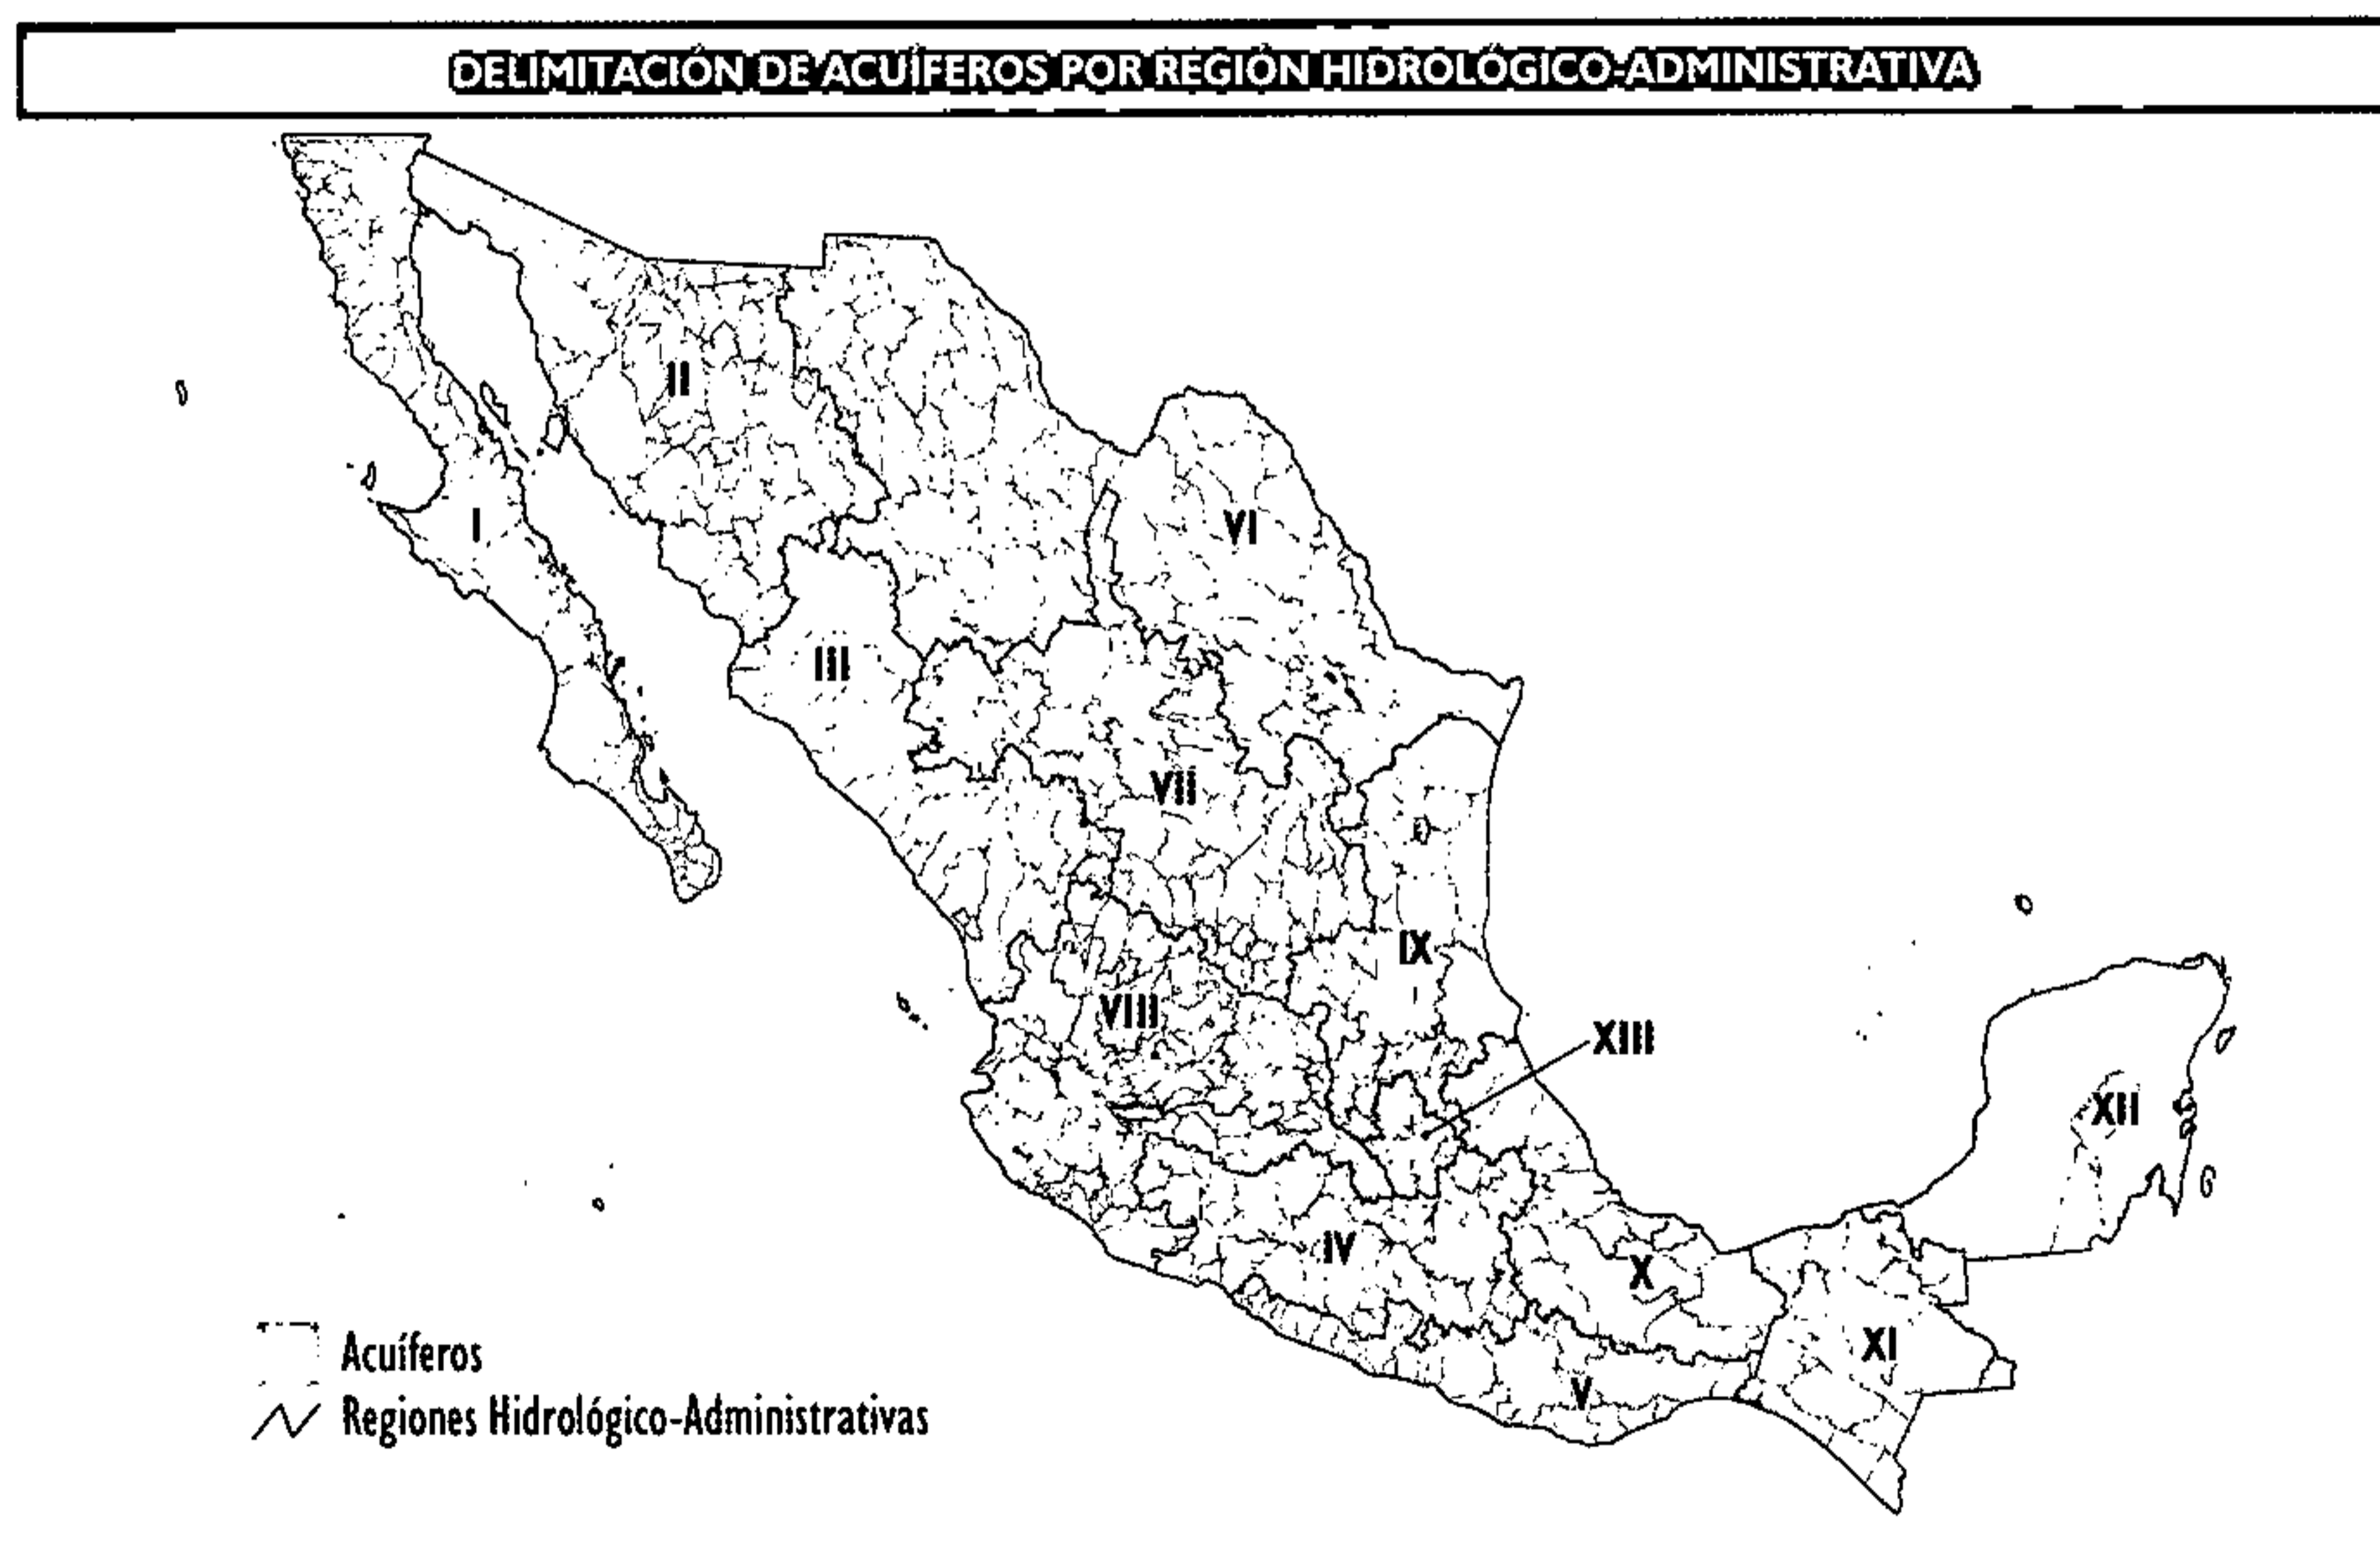 DELIMITACIÓN DE ACUÍFEROS POR REGIÓN HIDROLÓGICO-ADMINISTRATIVA
II
I
VI
III
VII
IX
VIII
XIII
XII
IV
X
XI
V
Acuíferos
Regiones Hidrológico-Administrativas